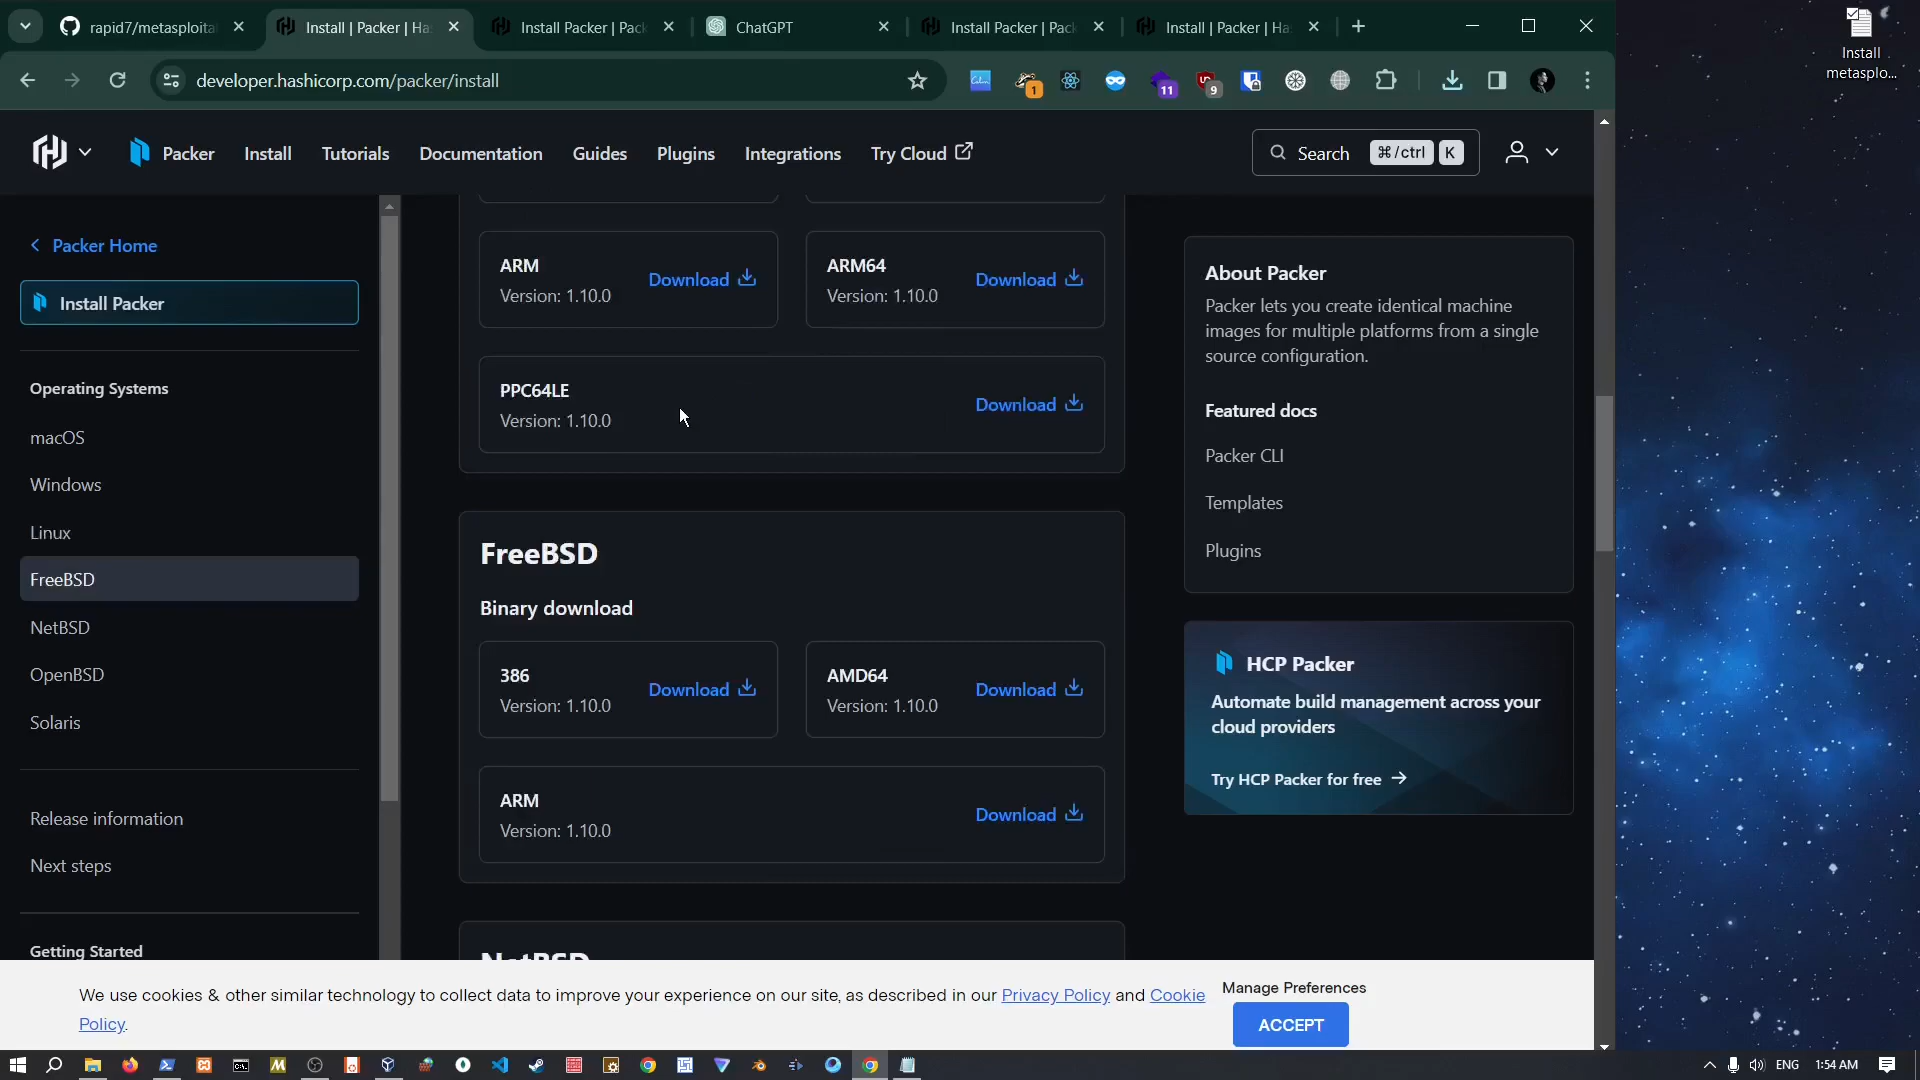 rapid7/metasploita
Install | Packer | Ha
Install Packer | Pack
ChatGPT
Install Packer | Pack
Install | Packer | Ha
developer.hashicorp.com/packer/install
1
11
9
Install
metasplo...
Packer
Install
Tutorials
Documentation
Guides
Plugins
Integrations
Try Cloud
Search
⌘/ctrl
K
Packer Home
Install Packer
Operating Systems
macOS
Windows
Linux
FreeBSD
NetBSD
OpenBSD
Solaris
Release information
Next steps
Getting Started
ARM
Version: 1.10.0
Download
ARM64
Version: 1.10.0
Download
PPC64LE
Version: 1.10.0
Download
FreeBSD
Binary download
386
Version: 1.10.0
Download
AMD64
Version: 1.10.0
Download
ARM
Version: 1.10.0
Download
NetBSD
About Packer
Packer lets you create identical machine
images for multiple platforms from a single
source configuration.
Featured docs
Packer CLI
Templates
Plugins
HCP Packer
Automate build management across your
cloud providers
Try HCP Packer for free
We use cookies & other similar technology to collect data to improve your experience on our site, as described in our Privacy Policy and Cookie
Policy.
Manage Preferences
ACCEPT
ENG
1:54 AM